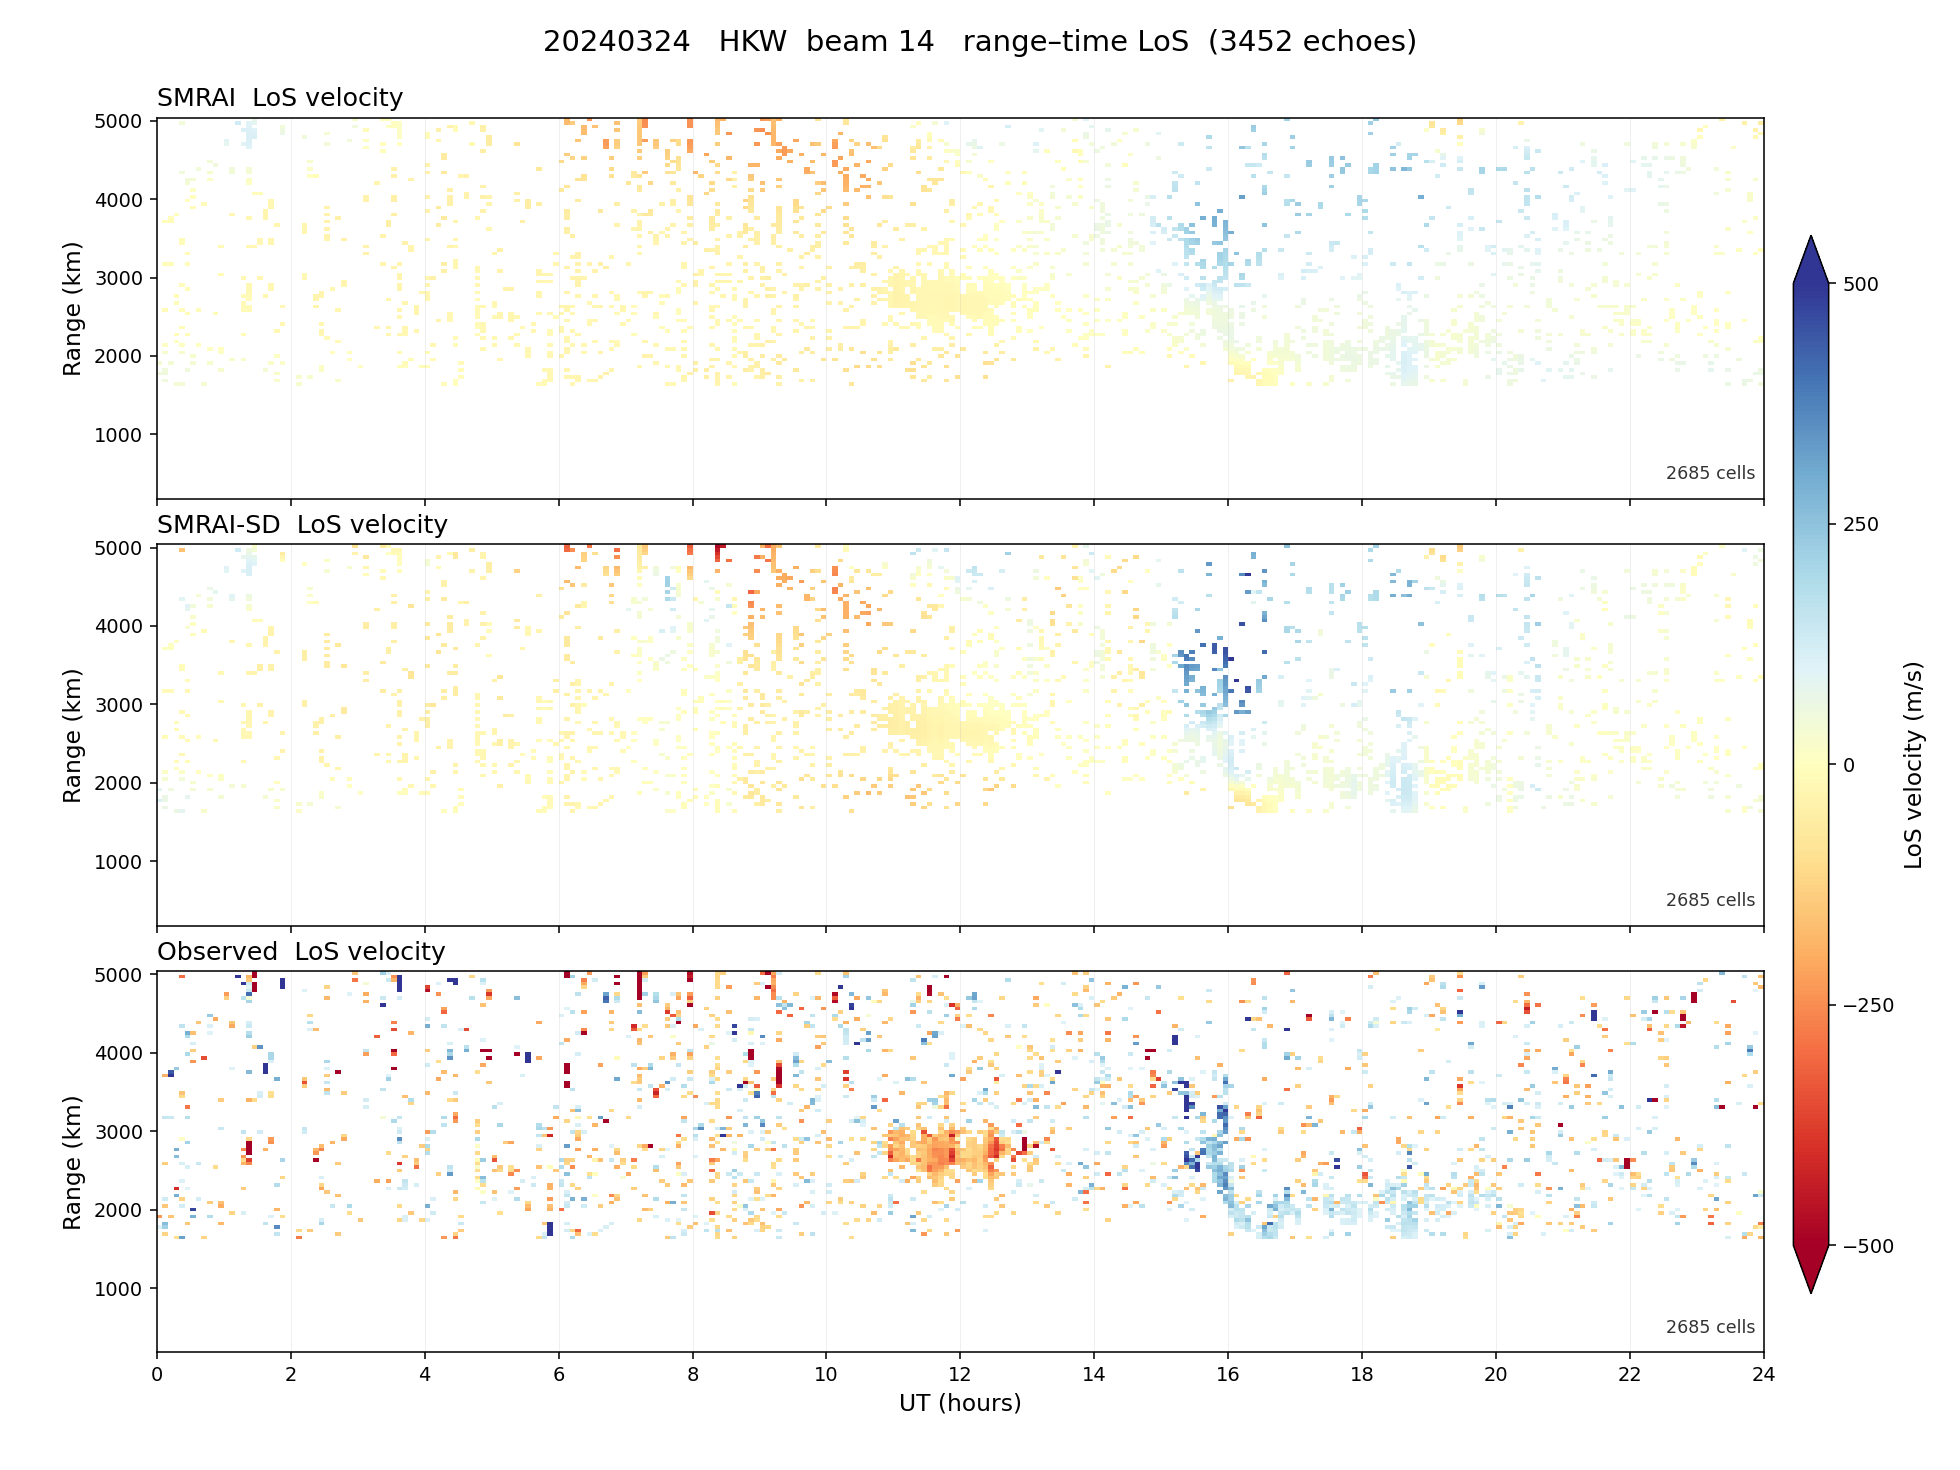 20240324   HKW  beam 14   range–time LoS  (3452 echoes)
SMRAI  LoS velocity
5000
4000
3000
2000
1000
Range (km)
2685 cells
SMRAI-SD  LoS velocity
5000
4000
3000
2000
1000
Range (km)
2685 cells
Observed  LoS velocity
5000
4000
3000
2000
1000
Range (km)
2685 cells
0 2 4 6 8 10 12 14 16 18 20 22 24
UT (hours)
500
250
0
−250
−500
LoS velocity (m/s)